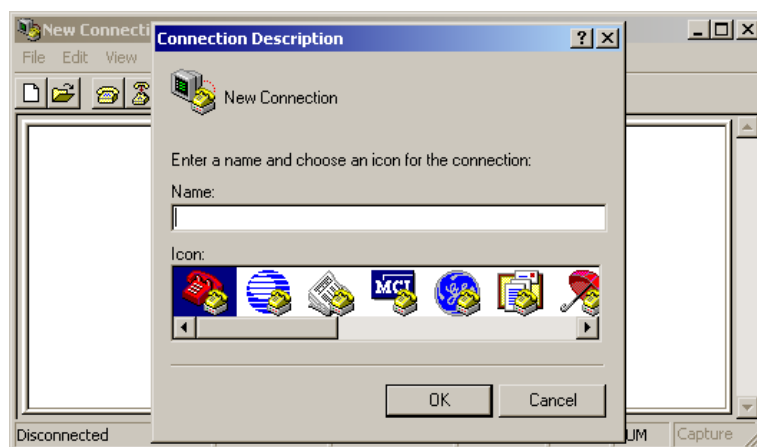 New Connecti
Connection Description
File Edit View
New Connection
Enter a name and choose an icon for the connection:
Name:
Icon:
MCI
OK Cancel
Disconnected
UM Capture